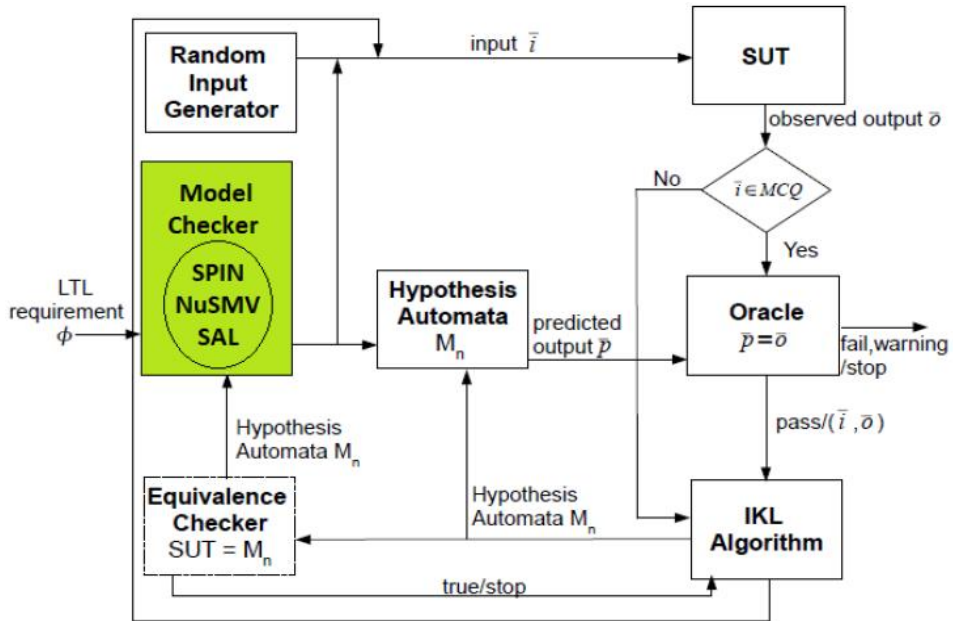 Random
Input
Generator
input i̅
SUT
observed output o̅
Model
Checker
SPIN
NuSMV
SAL
No
i̅ ∈ MCQ
Yes
LTL
requirement
ϕ
Hypothesis
Automata
Mₙ
predicted
output p̅
Oracle
p̅ = o̅
fail,warning
/stop
Hypothesis
Automata Mₙ
pass/(i̅ , o̅)
Equivalence
Checker
SUT = Mₙ
Hypothesis
Automata Mₙ
IKL
Algorithm
true/stop